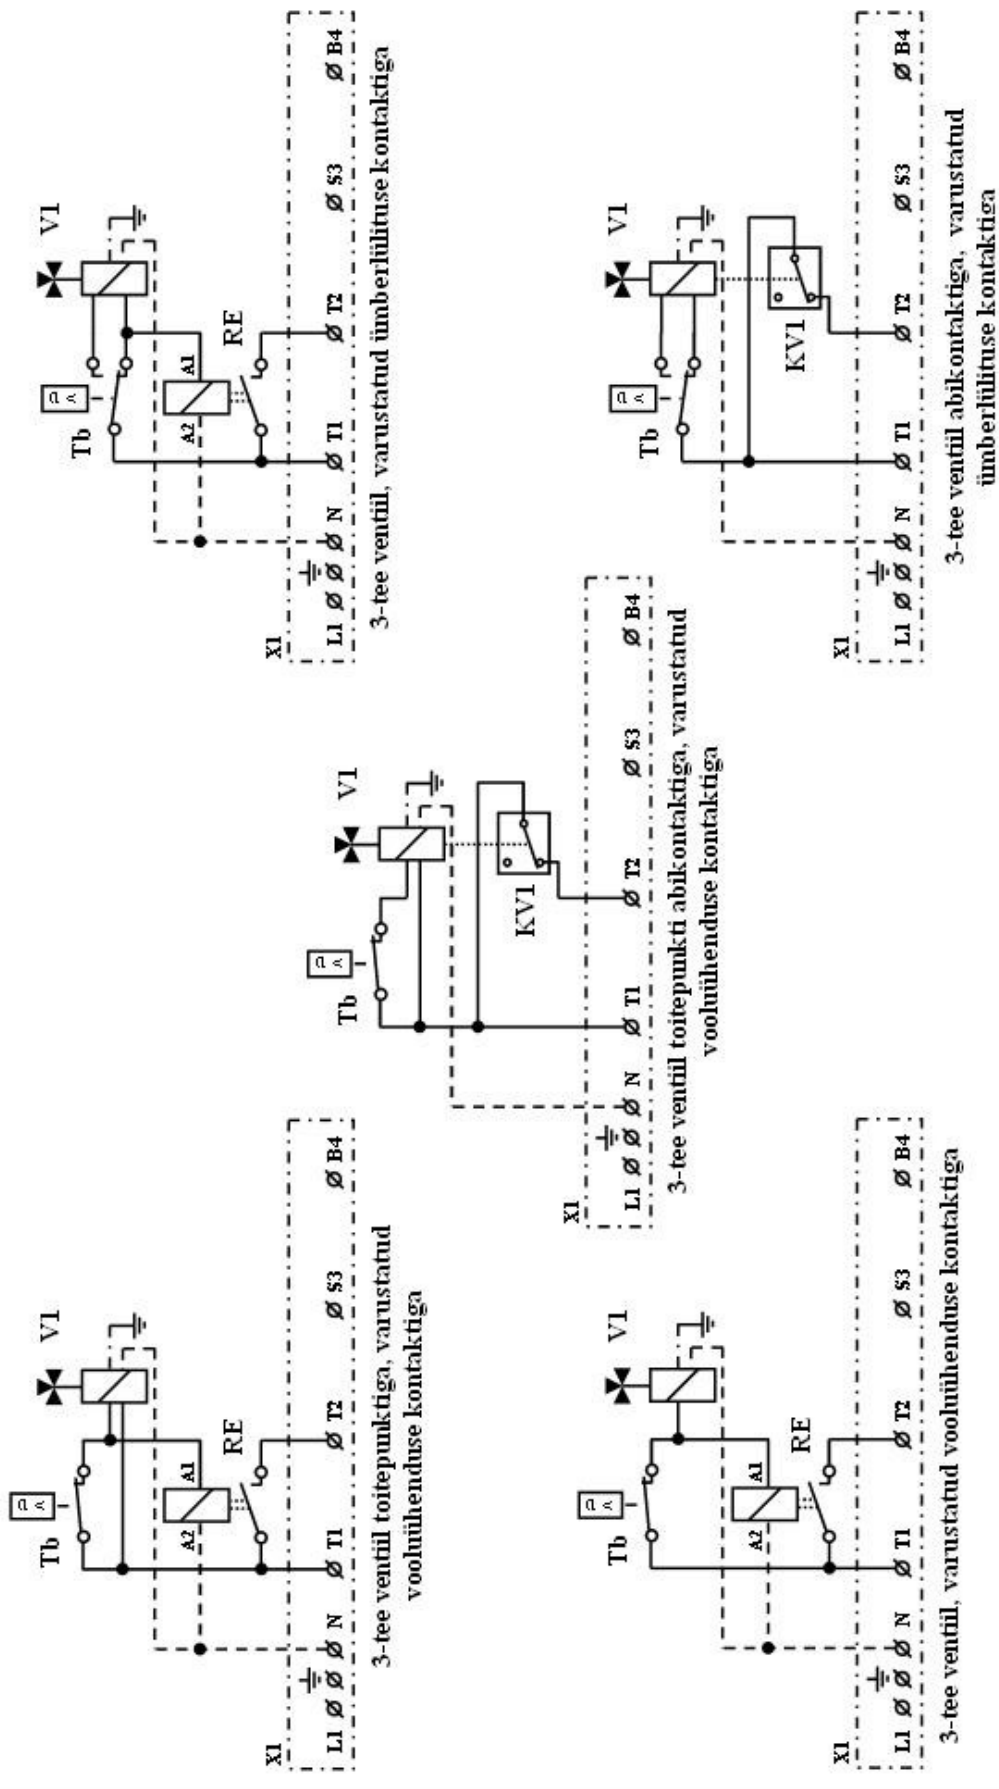 Tb
V1
A2 A1
RE
X1
L1 N T1 T2 S3 B4
3-tee ventiil toitepunktiga, varustatud
vooluühenduse kontaktiga
Tb
V1
A2 A1
RE
X1
L1 N T1 T2 S3 B4
3-tee ventiil, varustatud ümberlülituse kontaktiga
Tb
V1
KV1
X1
L1 N T1 T2 S3 B4
3-tee ventiil toitepunkti abikontaktiga, varustatud
vooluühenduse kontaktiga
Tb
V1
A2 A1
RE
X1
L1 N T1 T2 S3 B4
3-tee ventiil, varustatud vooluühenduse kontaktiga
Tb
V1
KV1
X1
L1 N T1 T2 S3 B4
3-tee ventiil abikontaktiga, varustatud
ümberlülituse kontaktiga